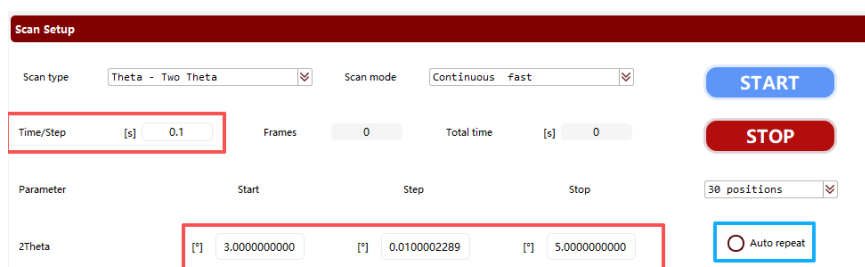 Scan Setup
Scan type Theta - Two Theta Scan mode Continuous fast START
Time/Step [s] 0.1 Frames 0 Total time [s] 0 STOP
Parameter Start Step Stop 30 positions
2Theta [°] 3.0000000000 [°] 0.0100002289 [°] 5.0000000000 Auto repeat